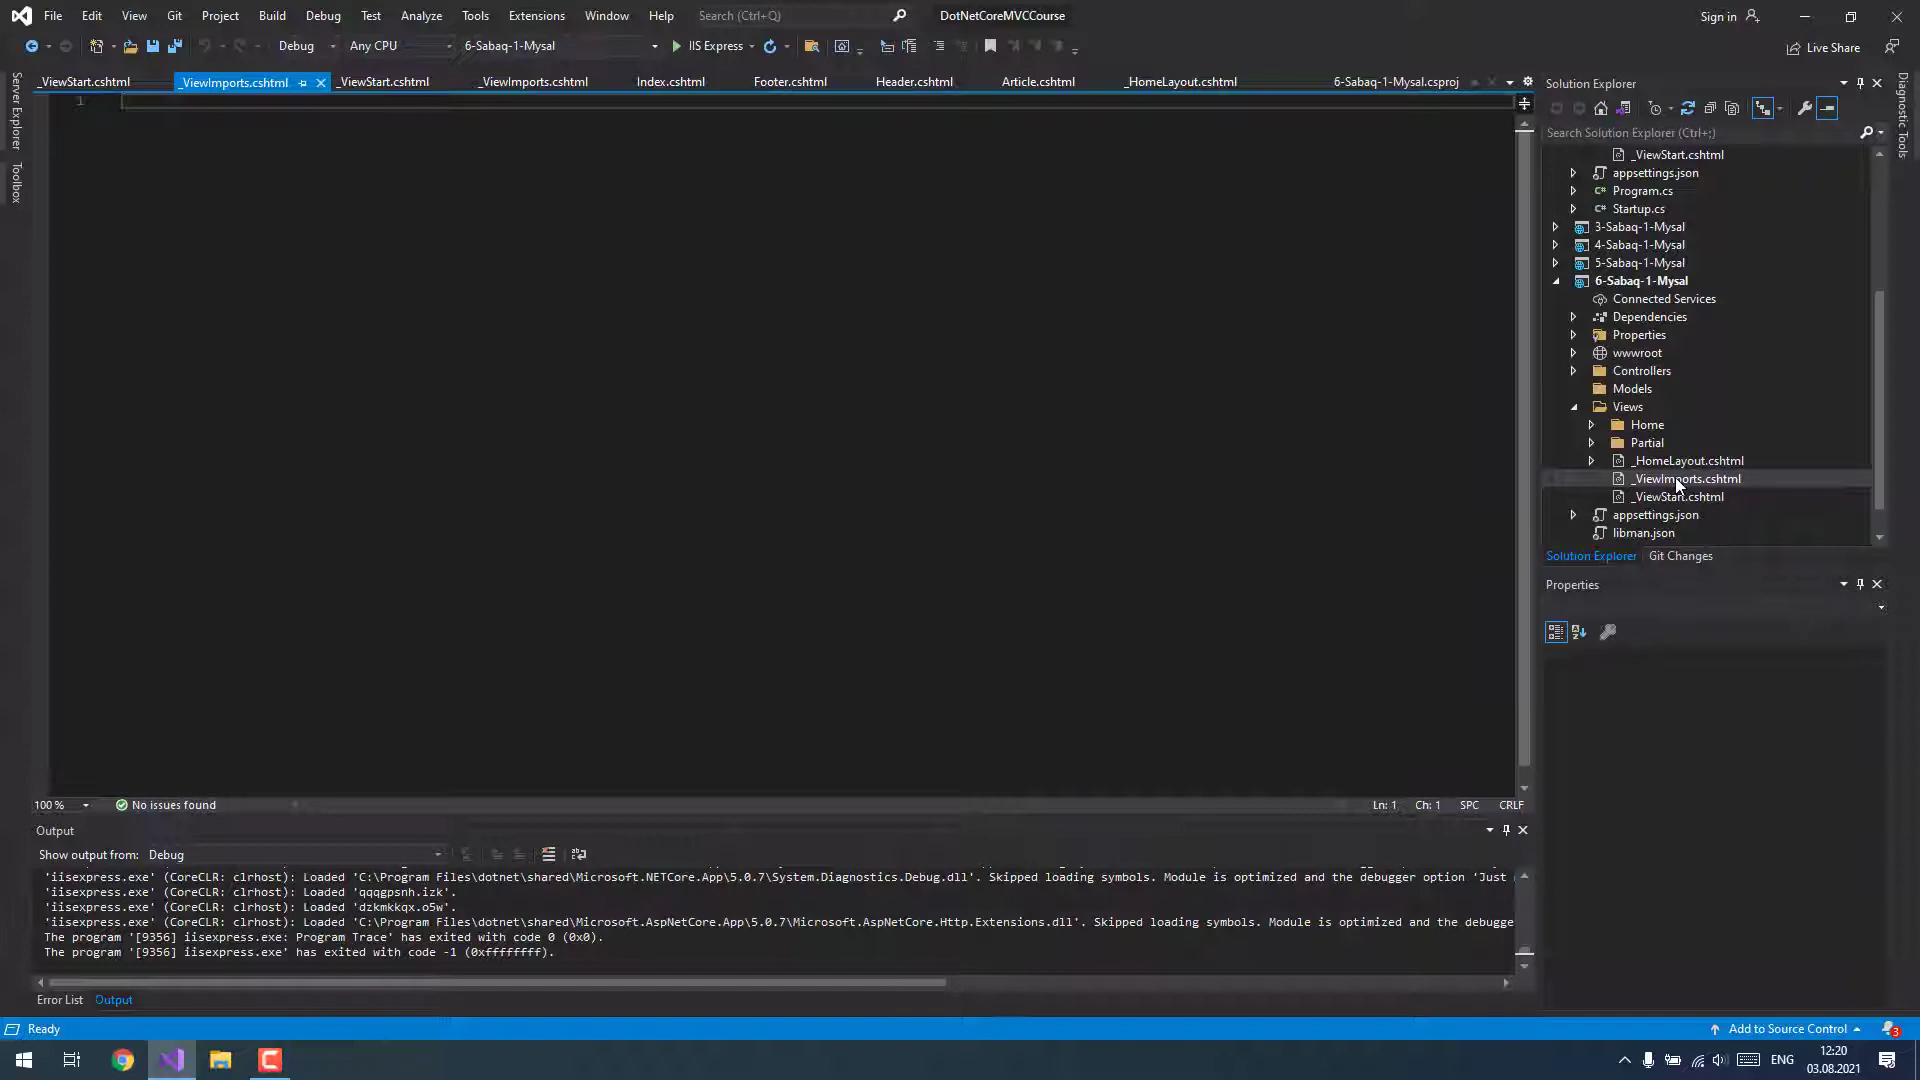 File Edit View Git Project Build Debug Test Analyze Tools Extensions Window Help Search (Ctrl+Q) DotNetCoreMVCCourse Sign in
Debug Any CPU 6-Sabaq-1-Mysal IIS Express Live Share
_ViewStart.cshtml _ViewImports.cshtml _ViewStart.cshtml _ViewImports.cshtml Index.cshtml Footer.cshtml Header.cshtml Article.cshtml _HomeLayout.cshtml 6-Sabaq-1-Mysal.csproj
Server Explorer
Toolbox
1
Solution Explorer
Search Solution Explorer (Ctrl+;)
_ViewStart.cshtml
appsettings.json
Program.cs
Startup.cs
3-Sabaq-1-Mysal
4-Sabaq-1-Mysal
5-Sabaq-1-Mysal
6-Sabaq-1-Mysal
Connected Services
Dependencies
Properties
wwwroot
Controllers
Models
Views
Home
Partial
_HomeLayout.cshtml
_ViewImports.cshtml
_ViewStart.cshtml
appsettings.json
libman.json
Solution Explorer Git Changes
Properties
Diagnostic Tools
100 % No issues found Ln: 1 Ch: 1 SPC CRLF
Output
Show output from: Debug
'iisexpress.exe' (CoreCLR: clrhost): Loaded 'C:\Program Files\dotnet\shared\Microsoft.NETCore.App\5.0.7\System.Diagnostics.Debug.dll'. Skipped loading symbols. Module is optimized and the debugger option 'Just
'iisexpress.exe' (CoreCLR: clrhost): Loaded 'qqqgpsnh.izk'.
'iisexpress.exe' (CoreCLR: clrhost): Loaded 'dzkmkkqx.o5w'.
'iisexpress.exe' (CoreCLR: clrhost): Loaded 'C:\Program Files\dotnet\shared\Microsoft.AspNetCore.App\5.0.7\Microsoft.AspNetCore.Http.Extensions.dll'. Skipped loading symbols. Module is optimized and the debugge
The program '[9356] iisexpress.exe: Program Trace' has exited with code 0 (0x0).
The program '[9356] iisexpress.exe' has exited with code -1 (0xffffffff).
Error List Output
Ready Add to Source Control 3
ENG 12:20
03.08.2021